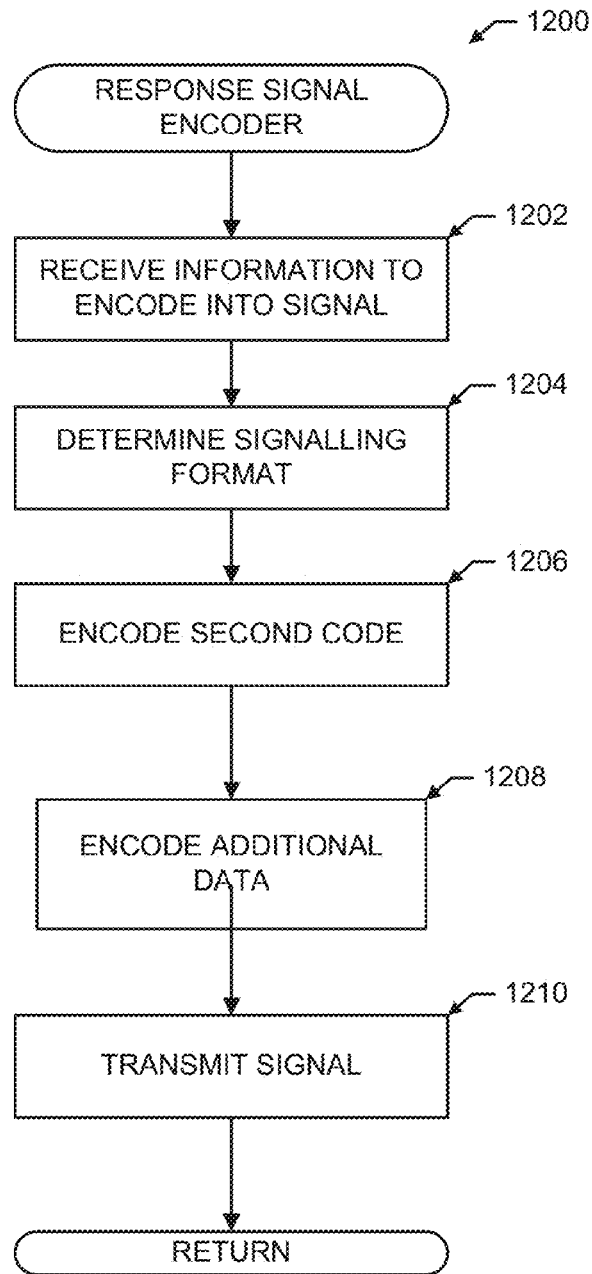 1200
RESPONSE SIGNAL
ENCODER
1202
RECEIVE INFORMATION TO
ENCODE INTO SIGNAL
1204
DETERMINE SIGNALLING
FORMAT
1206
ENCODE SECOND CODE
1208
ENCODE ADDITIONAL
DATA
1210
TRANSMIT SIGNAL
RETURN